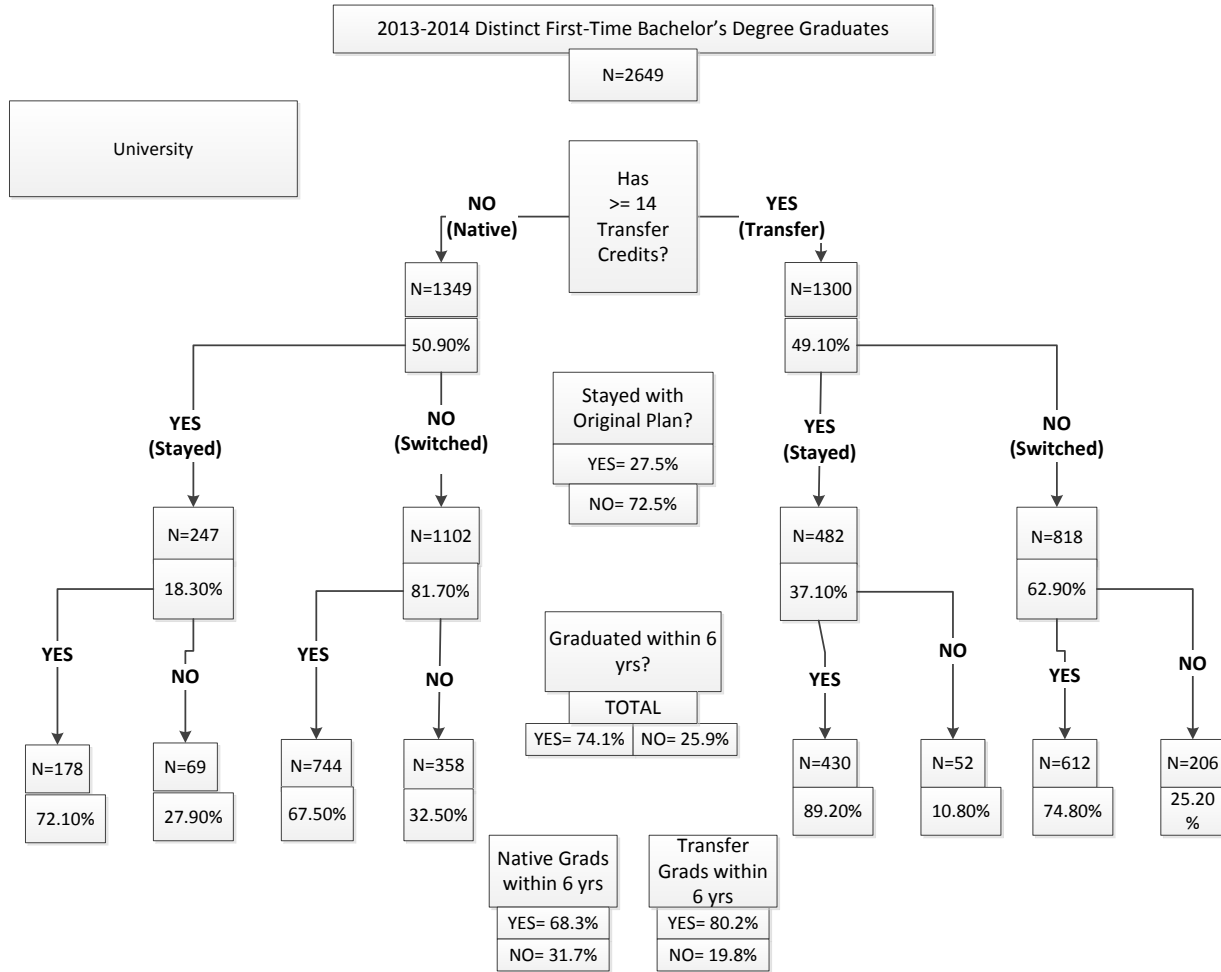 2013-2014 Distinct First-Time Bachelor's Degree Graduates
N=2649
University
Has
>= 14
Transfer
Credits?
NO
(Native)
YES
(Transfer)
N=1349
50.90%
N=1300
49.10%
Stayed with
Original Plan?
YES= 27.5%
NO= 72.5%
YES
(Stayed)
NO
(Switched)
YES
(Stayed)
NO
(Switched)
N=247
18.30%
N=1102
81.70%
N=482
37.10%
N=818
62.90%
Graduated within 6
yrs?
TOTAL
YES= 74.1%
NO= 25.9%
YES
NO
YES
NO
YES
NO
YES
NO
N=178
72.10%
N=69
27.90%
N=744
67.50%
N=358
32.50%
N=430
89.20%
N=52
10.80%
N=612
74.80%
N=206
25.20
%
Native Grads
within 6 yrs
YES= 68.3%
NO= 31.7%
Transfer
Grads within
6 yrs
YES= 80.2%
NO= 19.8%